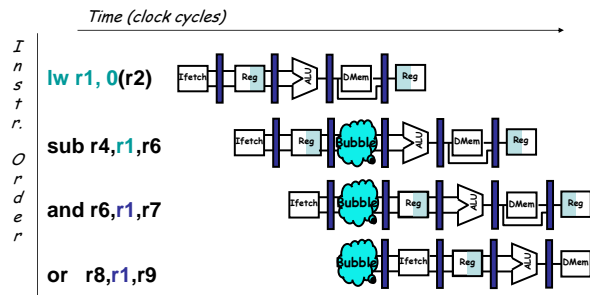 Time (clock cycles)
Instr. Order
lw r1, 0(r2)
Ifetch Reg ALU DMem Reg
sub r4,r1,r6
Ifetch Reg Bubble ALU DMem Reg
and r6,r1,r7
Ifetch Bubble Reg ALU DMem Reg
or r8,r1,r9
Bubble Ifetch Reg ALU DMem